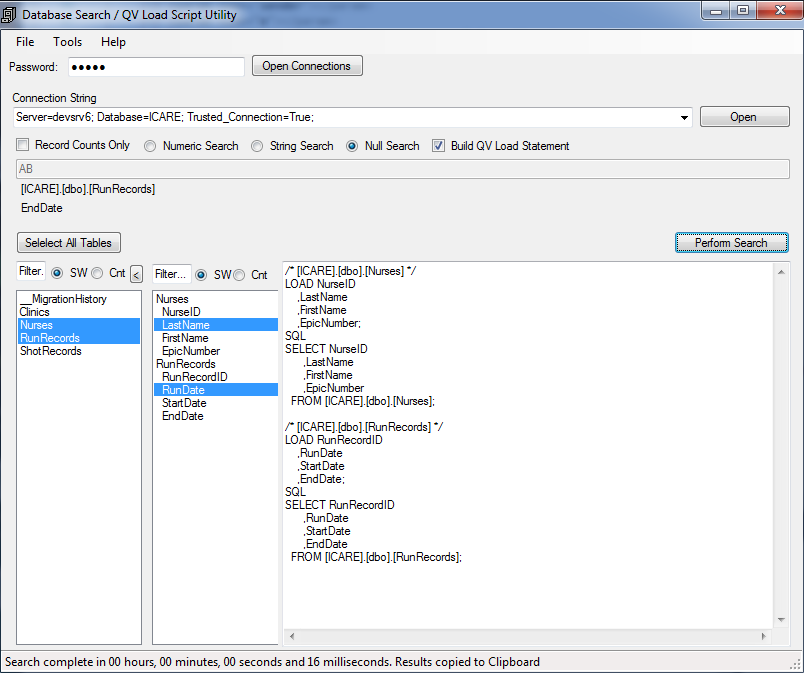 Database Search / QV Load Script Utility
File Tools Help
Password: ●●●●● Open Connections
Connection String
Server=devsrv6; Database=ICARE; Trusted_Connection=True; Open
Record Counts Only Numeric Search String Search Null Search Build QV Load Statement
AB
[ICARE].[dbo].[RunRecords]
EndDate
Selelect All Tables Perform Search
Filter. SW Cnt < Filter... SW Cnt
__MigrationHistory
Clinics
Nurses
RunRecords
ShotRecords
Nurses
NurseID
LastName
FirstName
EpicNumber
RunRecords
RunRecordID
RunDate
StartDate
EndDate
/* [ICARE].[dbo].[Nurses] */
LOAD NurseID
,LastName
,FirstName
,EpicNumber;
SQL
SELECT NurseID
,LastName
,FirstName
,EpicNumber
FROM [ICARE].[dbo].[Nurses];
/* [ICARE].[dbo].[RunRecords] */
LOAD RunRecordID
,RunDate
,StartDate
,EndDate;
SQL
SELECT RunRecordID
,RunDate
,StartDate
,EndDate
FROM [ICARE].[dbo].[RunRecords];
Search complete in 00 hours, 00 minutes, 00 seconds and 16 milliseconds. Results copied to Clipboard